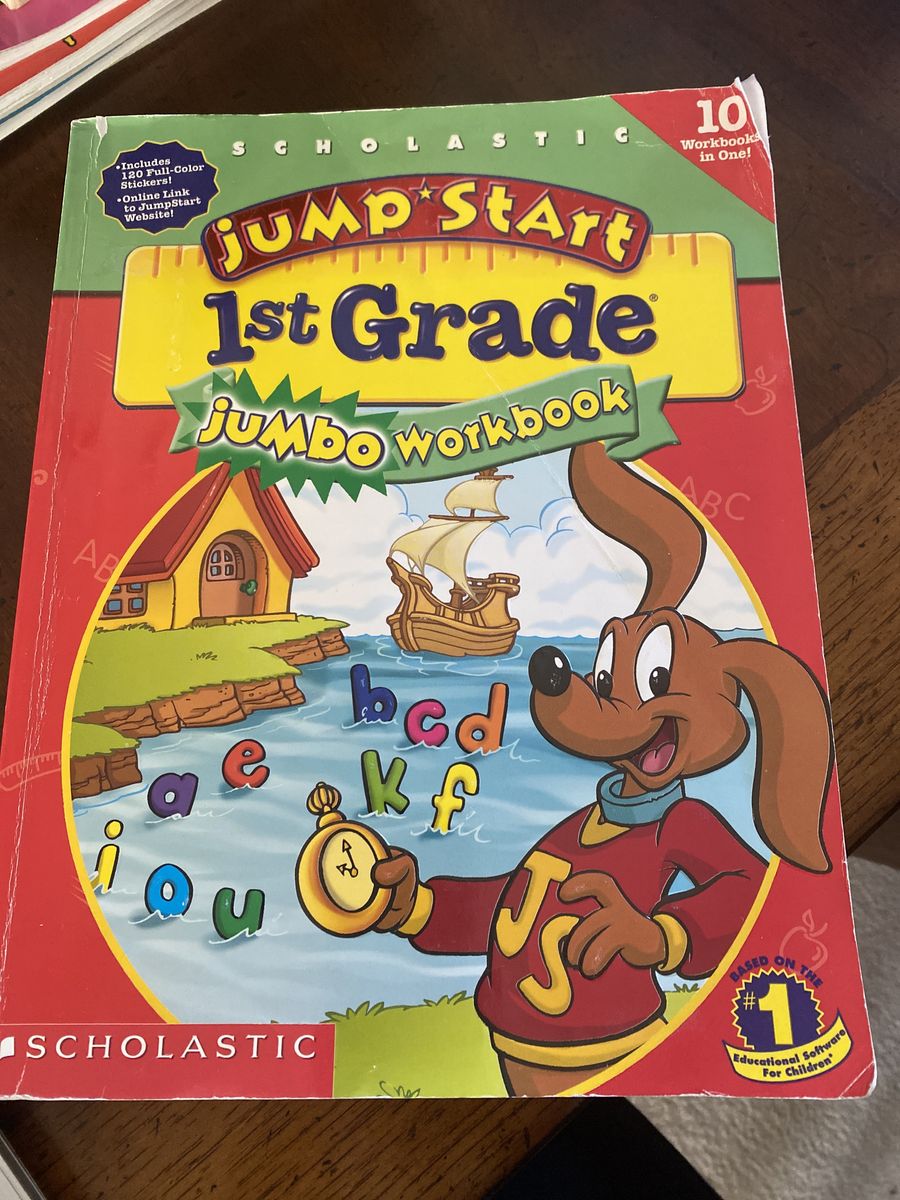 SCHOLASTIC
10
Workbooks
in One!
•Includes
120 Full-Color
Stickers!
•Online Link
to JumpStart
Website!
jumpStart
1st Grade®
jumbo Workbook
ABC
AB
b c d
a e k f
i o u
JS
BASED ON THE
#1
Educational Software
For Children*
SCHOLASTIC